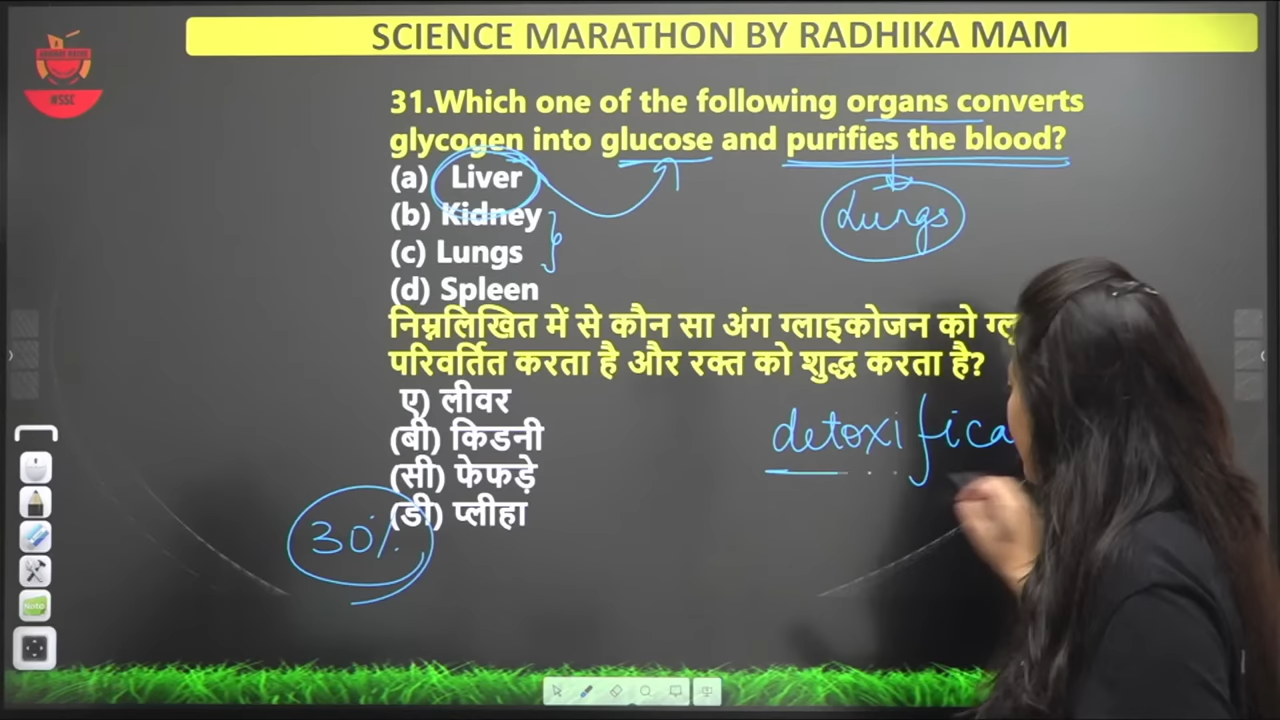 SCIENCE MARATHON BY RADHIKA MAM
#SSC
31.Which one of the following organs converts
glycogen into glucose and purifies the blood?
(a) Liver
(b) Kidney
(c) Lungs
(d) Spleen
Lungs
निम्नलिखित में से कौन सा अंग ग्लाइकोजन को
परिवर्तित करता है और रक्त को शुद्ध करता है?
ए) लीवर
(बी) किडनी
(सी) फेफड़े
(डी) प्लीहा
detoxifica
30%
Note